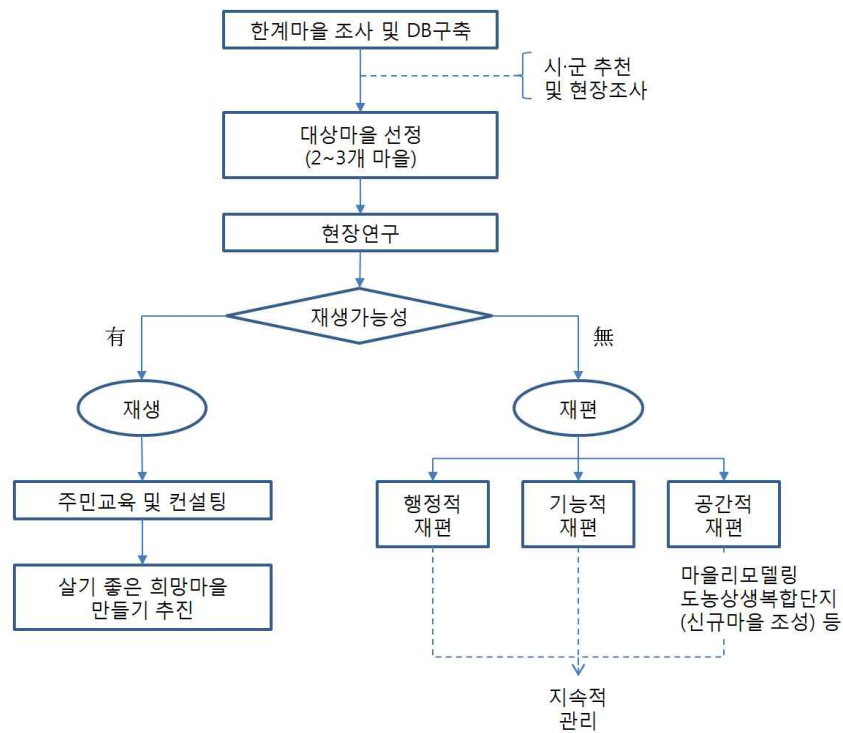 한계마을 조사 및 DB구축
시·군 추천
및 현장조사
대상마을 선정
(2~3개 마을)
현장연구
재생가능성
有
無
재생
재편
주민교육 및 컨설팅
살기 좋은 희망마을
만들기 추진
행정적
재편
기능적
재편
공간적
재편
마을리모델링
도농상생복합단지
(신규마을 조성) 등
지속적
관리